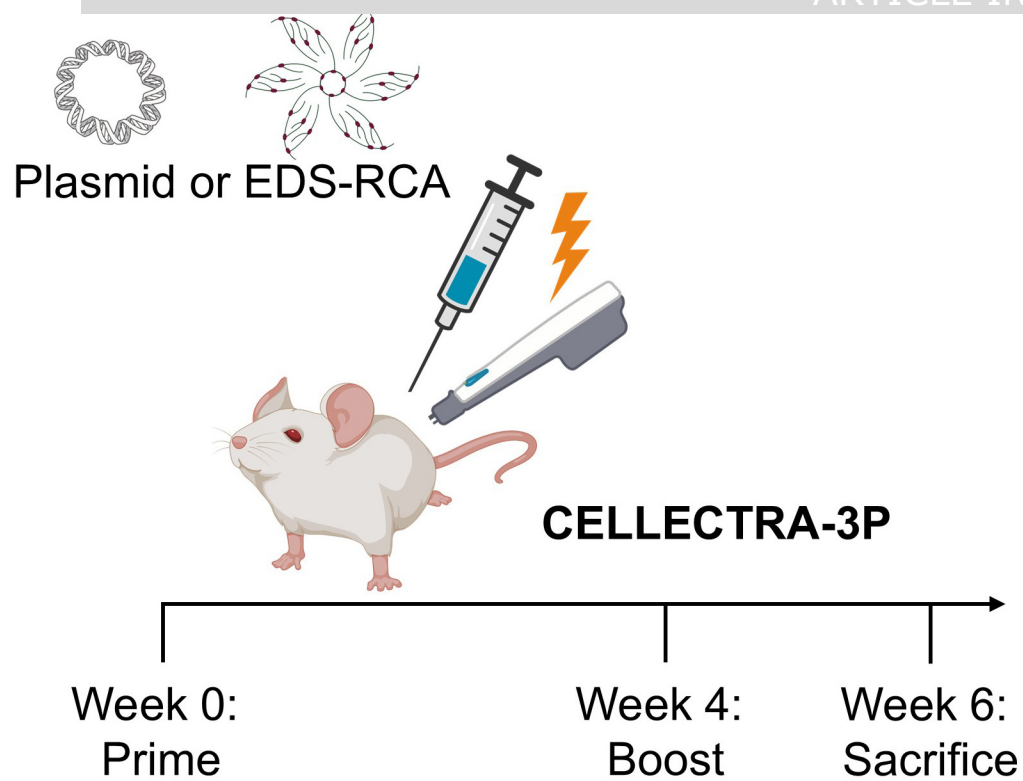 Plasmid or EDS-RCA
CELLECTRA-3P
Week 0:
Prime
Week 4:
Boost
Week 6:
Sacrifice